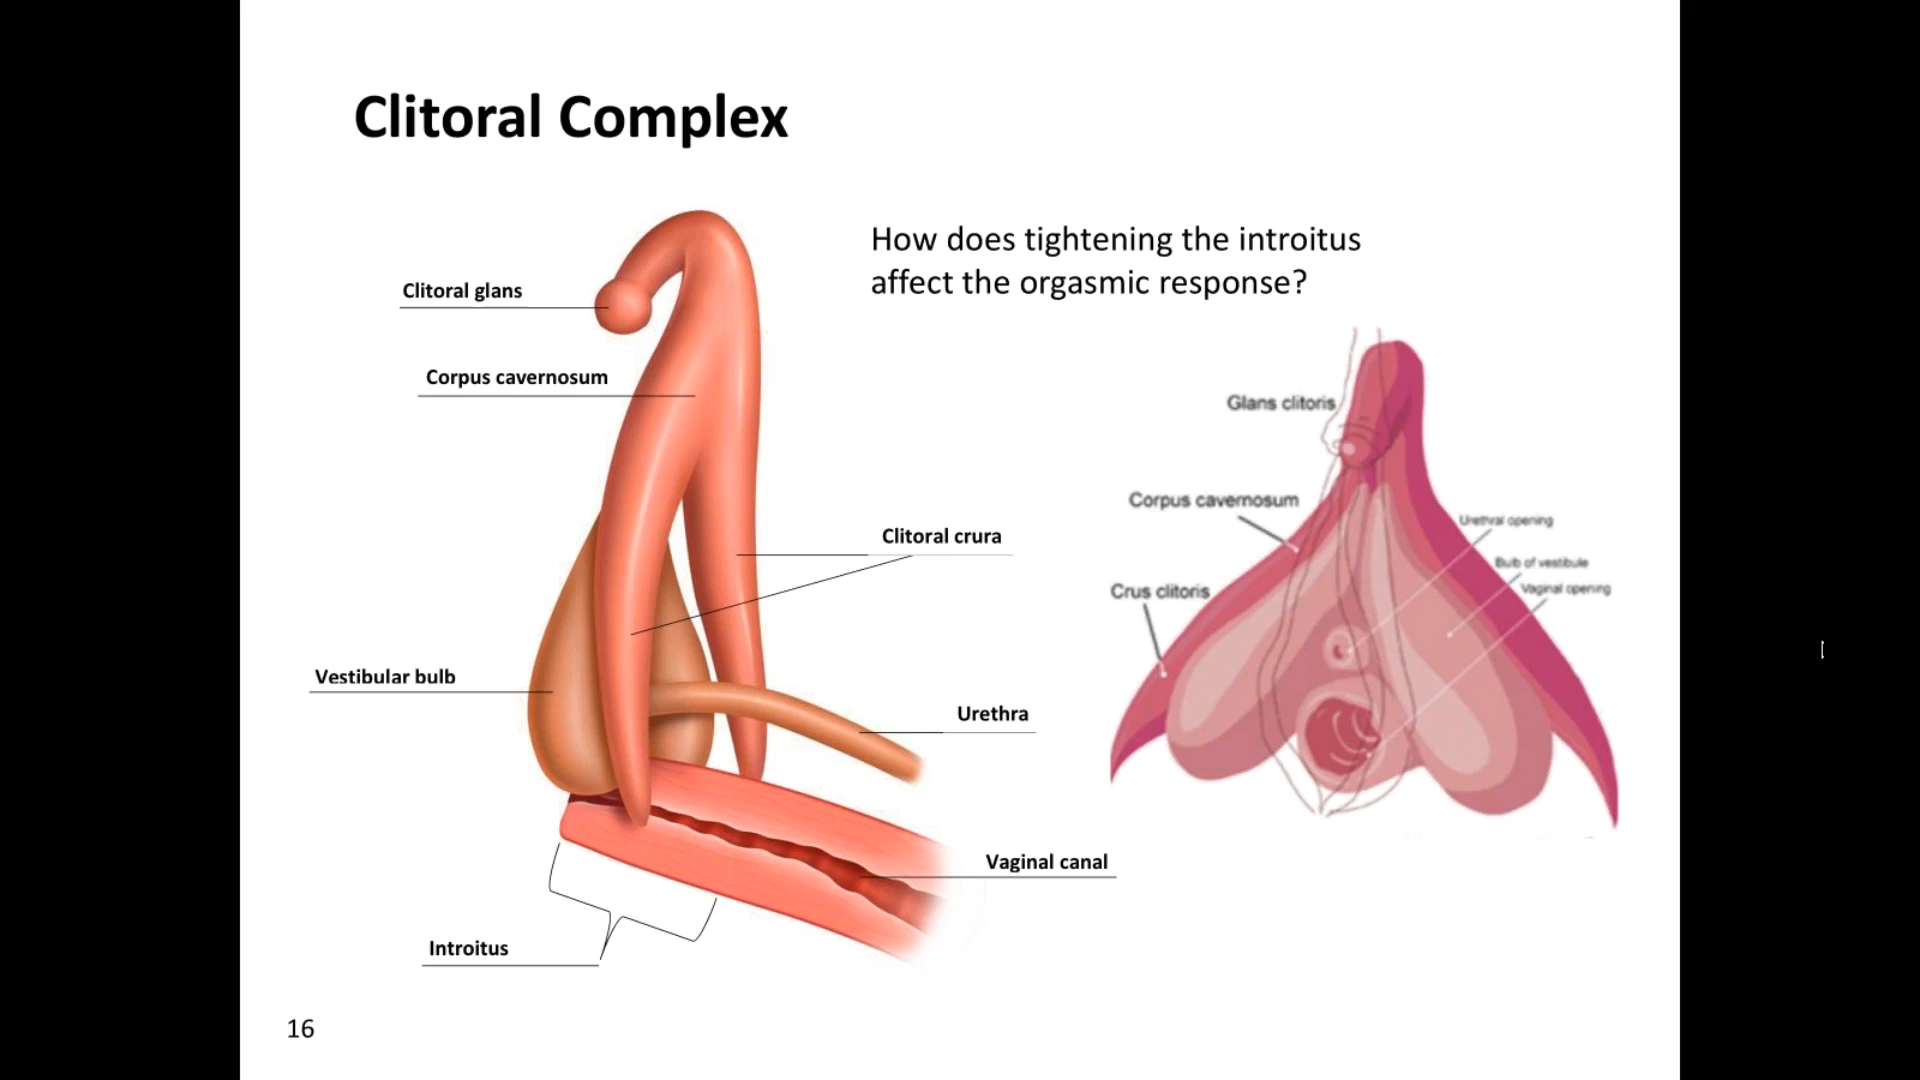 Clitoral Complex
How does tightening the introitus
affect the orgasmic response?
Clitoral glans
Corpus cavernosum
Clitoral crura
Vestibular bulb
Urethra
Vaginal canal
Introitus
Glans clitoris
Corpus cavernosum
Urethral opening
Bulb of vestibule
Vaginal opening
Crus clitoris
16